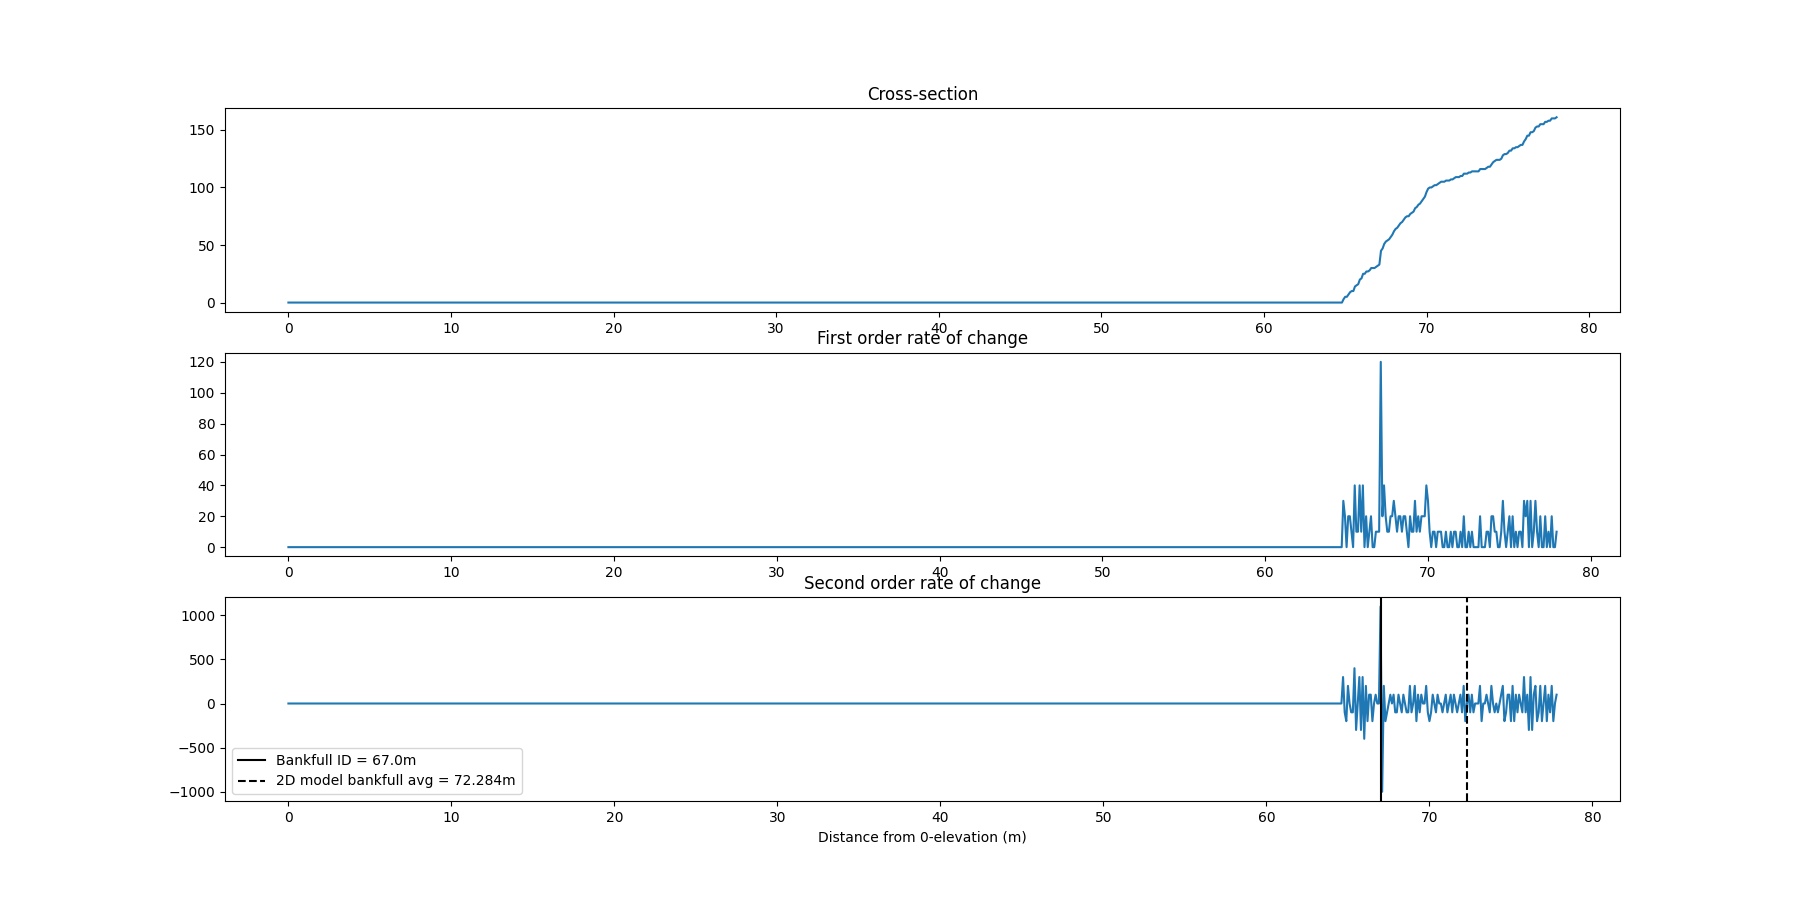 Cross-section
150
100
50
0
0 10 20 30 40 50 60 70 80
First order rate of change
120
100
80
60
40
20
0
0 10 20 30 40 50 60 70 80
Second order rate of change
1000
500
0
−500
−1000
Bankfull ID = 67.0m
2D model bankfull avg = 72.284m
0 10 20 30 40 50 60 70 80
Distance from 0-elevation (m)